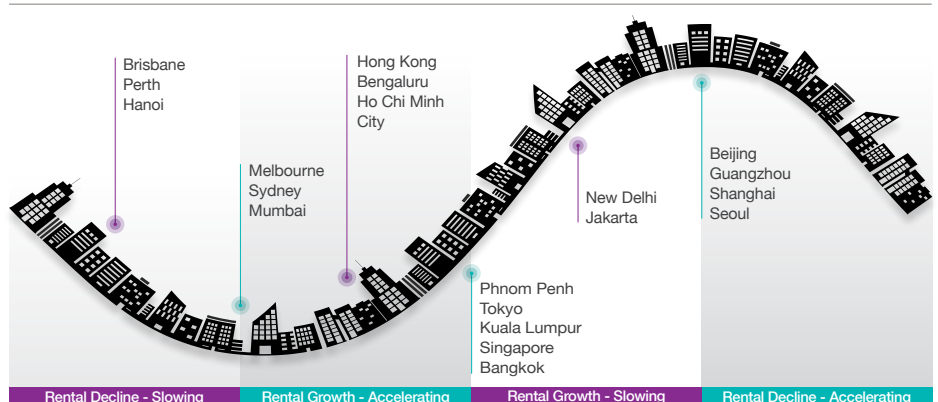 Brisbane
Perth
Hanoi
Melbourne
Sydney
Mumbai
Hong Kong
Bengaluru
Ho Chi Minh
City
Phnom Penh
Tokyo
Kuala Lumpur
Singapore
Bangkok
New Delhi
Jakarta
Beijing
Guangzhou
Shanghai
Seoul
Rental Decline - Slowing
Rental Growth - Accelerating
Rental Growth - Slowing
Rental Decline - Accelerating